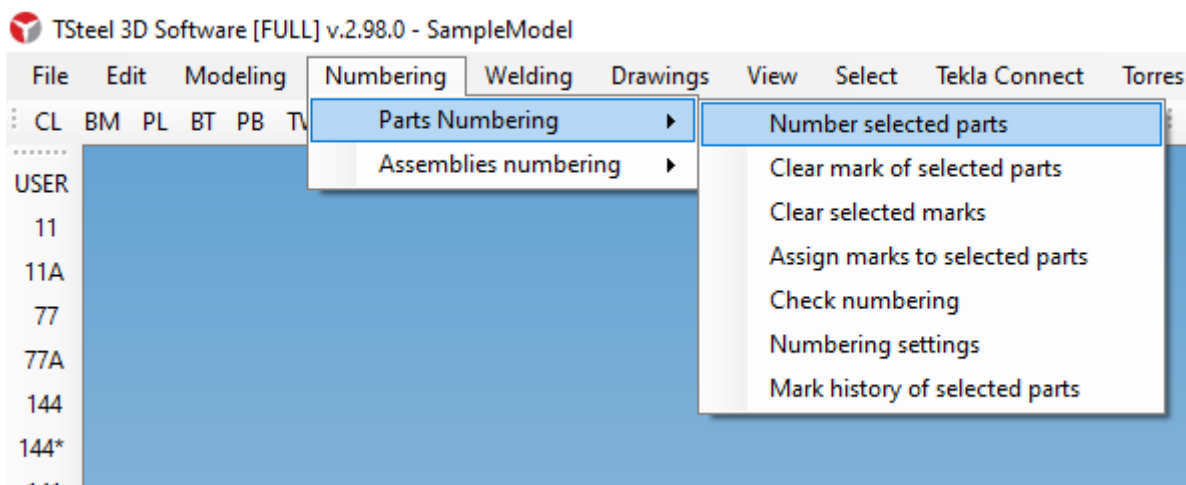 TSteel 3D Software [FULL] v.2.98.0 - SampleModel
File Edit Modeling Numbering Welding Drawings View Select Tekla Connect Torres
CL BM PL BT PB
Parts Numbering
Assemblies numbering
Number selected parts
Clear mark of selected parts
Clear selected marks
Assign marks to selected parts
Check numbering
Numbering settings
Mark history of selected parts
USER
11
11A
77
77A
144
144*